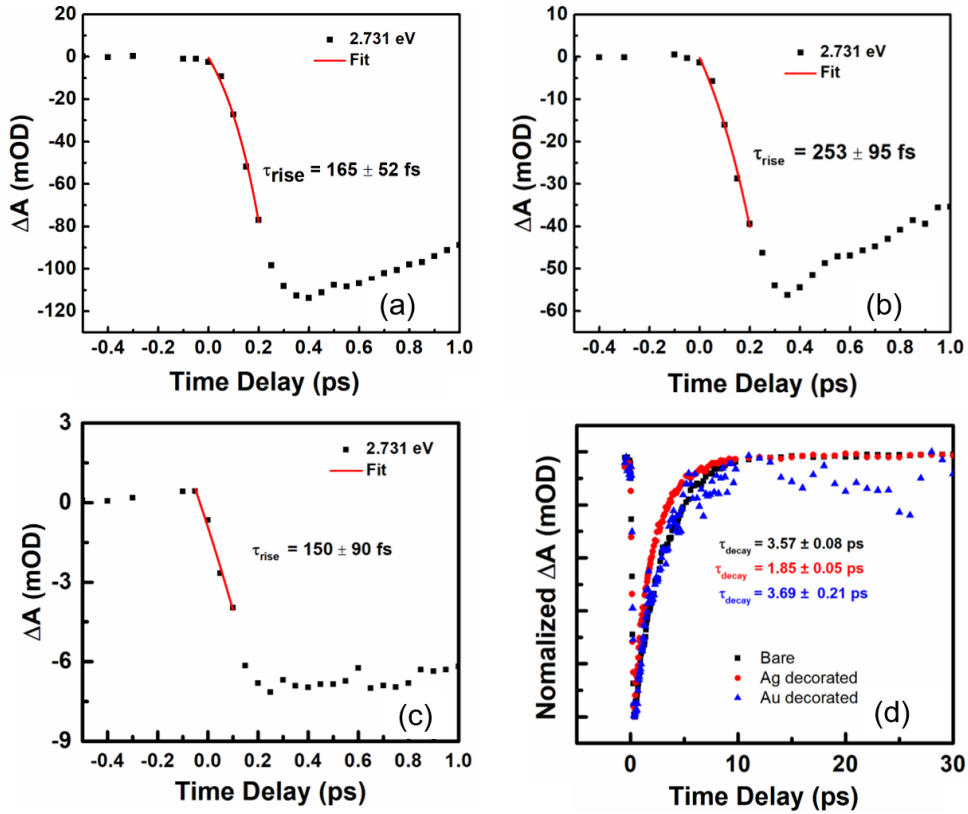 20
0
-20
-40
-60
-80
-100
-120
-0.4 -0.2 0.0 0.2 0.4 0.6 0.8 1.0
ΔA (mOD)
Time Delay (ps)
2.731 eV
Fit
τrise = 165 ± 52 fs
(a)
10
0
-10
-20
-30
-40
-50
-60
-0.4 -0.2 0.0 0.2 0.4 0.6 0.8 1.0
ΔA (mOD)
Time Delay (ps)
2.731 eV
Fit
τrise = 253 ± 95 fs
(b)
3
0
-3
-6
-9
-0.4 -0.2 0.0 0.2 0.4 0.6 0.8 1.0
ΔA (mOD)
Time Delay (ps)
2.731 eV
Fit
τrise = 150 ± 90 fs
(c)
Nomalized ΔA (mOD)
τdecay = 3.57 ± 0.08 ps
τdecay = 1.85 ± 0.05 ps
τdecay = 3.69 ± 0.21 ps
Bare
Ag decorated
Au decorated
(d)
0 10 20 30
Time Delay (ps)